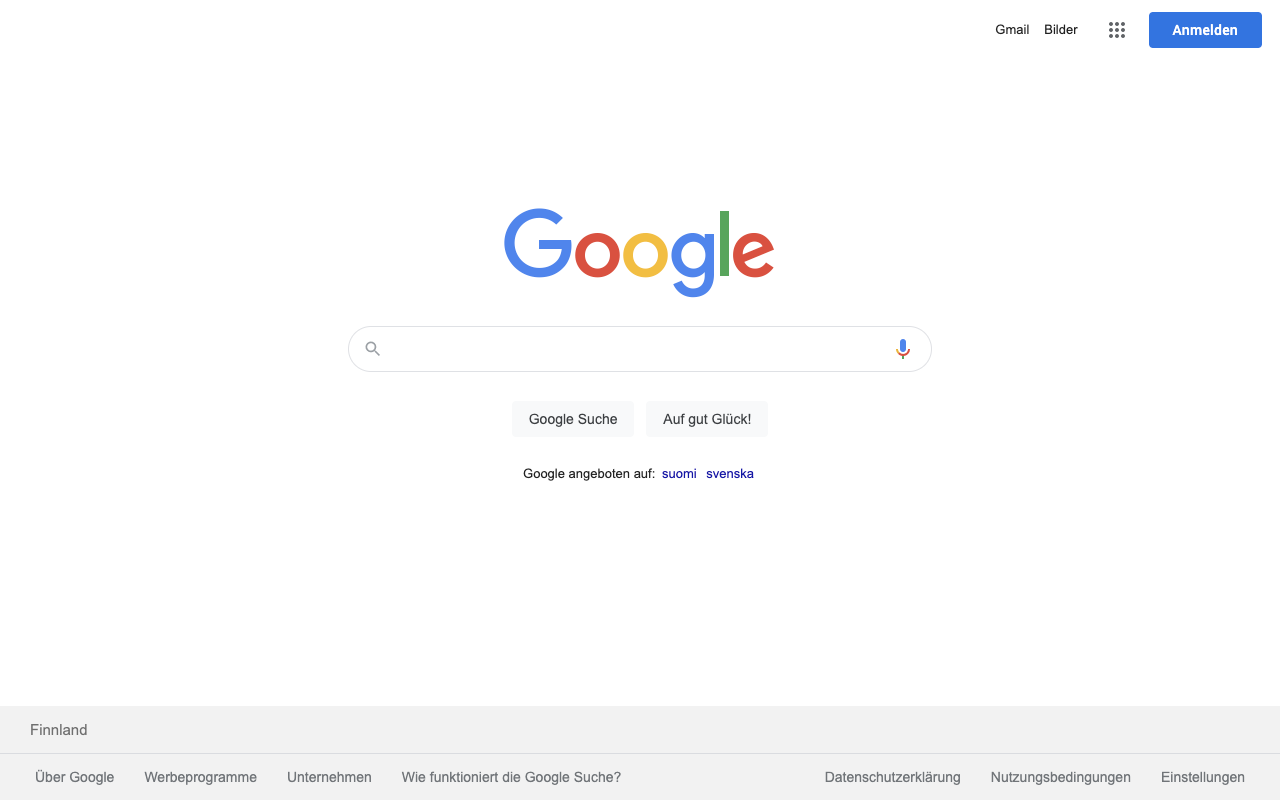 Gmail Bilder Anmelden
Google
Google Suche Auf gut Glück!
Google angeboten auf: suomi svenska
Finnland
Über Google Werbeprogramme Unternehmen Wie funktioniert die Google Suche? Datenschutzerklärung Nutzungsbedingungen Einstellungen